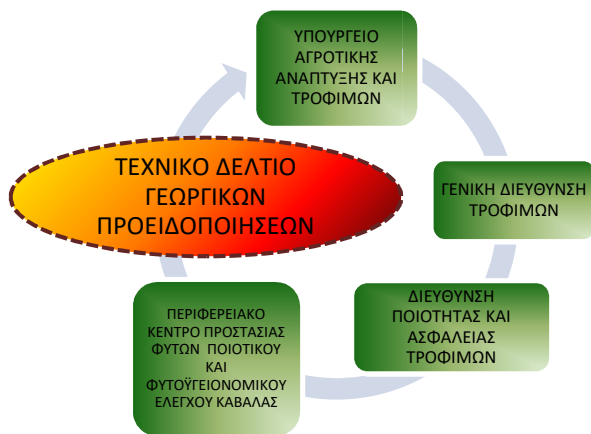 ΥΠΟΥΡΓΕΙΟ
ΑΓΡΟΤΙΚΗΣ
ΑΝΑΠΤΥΞΗΣ ΚΑΙ
ΤΡΟΦΙΜΩΝ
ΓΕΝΙΚΗ ΔΙΕΥΘΥΝΣΗ
ΤΡΟΦΙΜΩΝ
ΔΙΕΥΘΥΝΣΗ
ΠΟΙΟΤΗΤΑΣ ΚΑΙ
ΑΣΦΑΛΕΙΑΣ
ΤΡΟΦΙΜΩΝ
ΠΕΡΙΦΕΡΕΙΑΚΟ
ΚΕΝΤΡΟ ΠΡΟΣΤΑΣΙΑΣ
ΦΥΤΩΝ ΠΟΙΟΤΙΚΟΥ
ΚΑΙ
ΦΥΤΟΫΓΕΙΟΝΟΜΙΚΟΥ
ΕΛΕΓΧΟΥ ΚΑΒΑΛΑΣ
ΤΕΧΝΙΚΟ ΔΕΛΤΙΟ
ΓΕΩΡΓΙΚΩΝ
ΠΡΟΕΙΔΟΠΟΙΗΣΕΩΝ